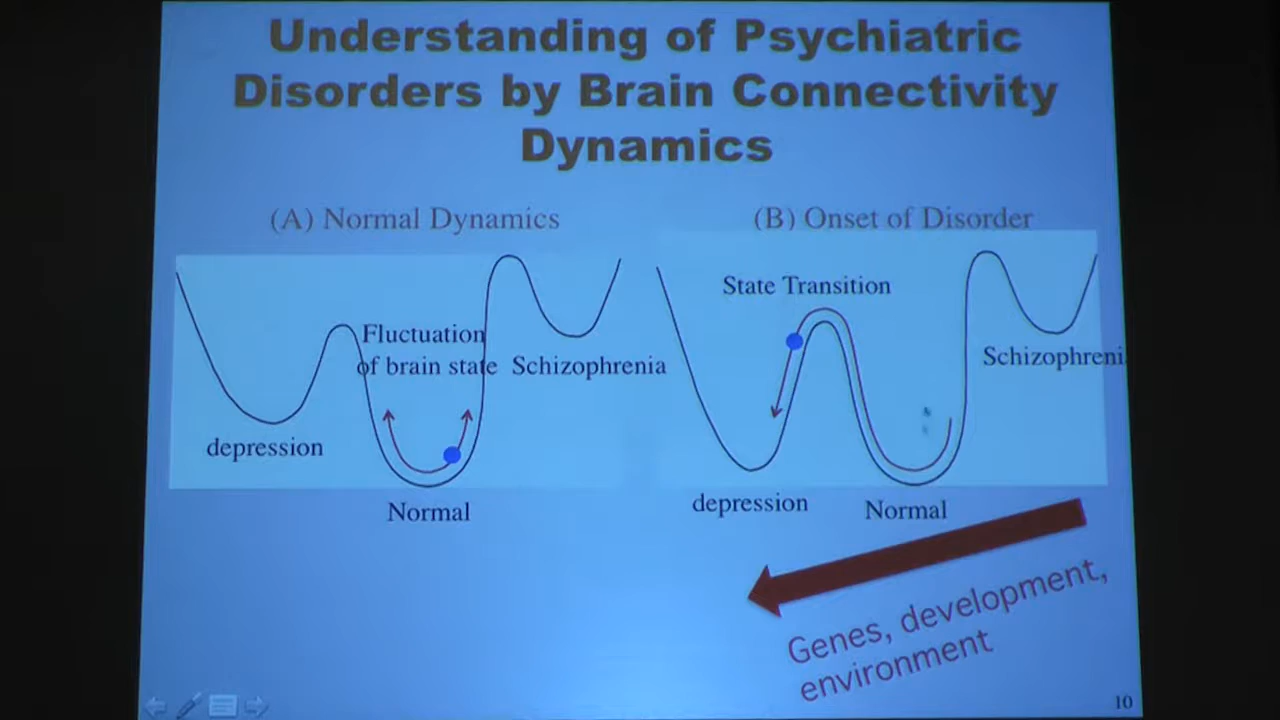 Understanding of Psychiatric
Disorders by Brain Connectivity
Dynamics
(A) Normal Dynamics
(B) Onset of Disorder
Fluctuation
of brain state
Schizophrenia
depression
Normal
State Transition
Schizophreni
depression
Normal
Genes, development,
environment
10